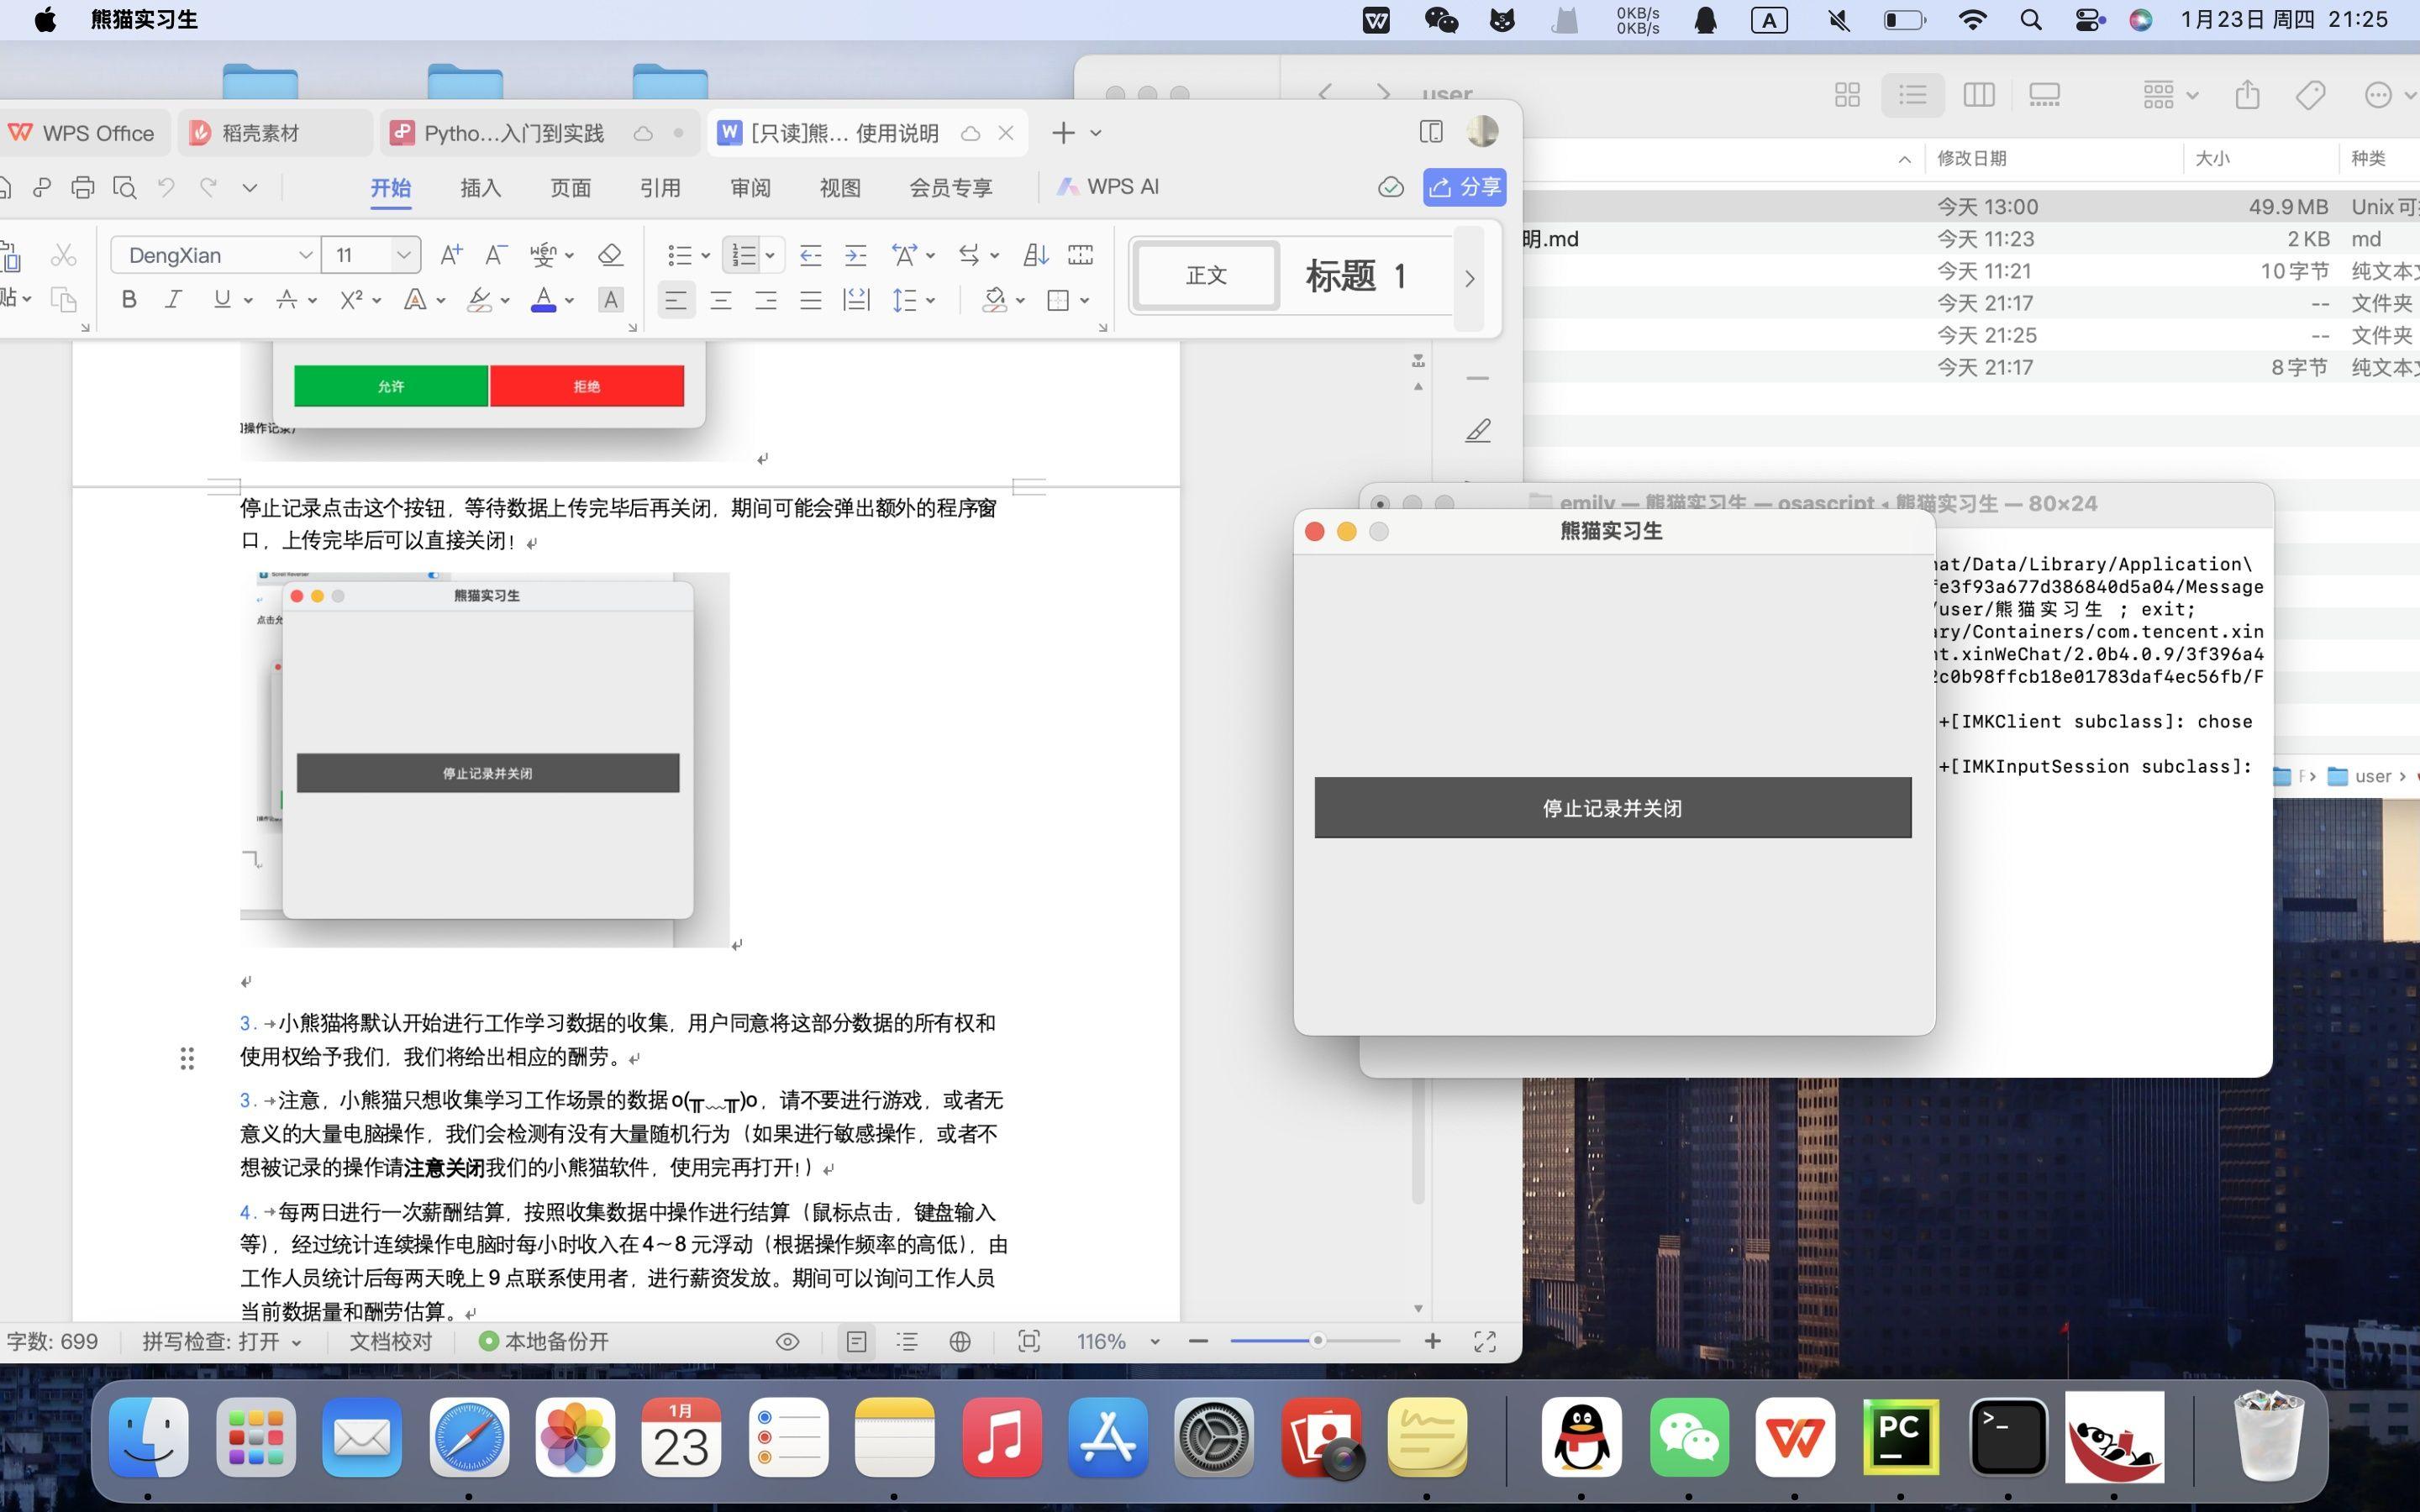 熊猫实习生
0KB/s
0KB/s
A
1月23日 周四 21:25
user
WPS Office
稻壳素材
Pytho…入门到实践
[只读]熊… 使用说明
开始
插入
页面
引用
审阅
视图
会员专享
WPS AI
分享
修改日期
大小
种类
今天 13:00
49.9 MB
Unix 可
明.md
今天 11:23
2 KB
md
今天 11:21
10 字节
纯文本
今天 21:17
--
文件夹
今天 21:25
--
文件夹
今天 21:17
8 字节
纯文本
DengXian
11
贴
正文
标题 1
允许
拒绝
操作记录)
停止记录点击这个按钮，等待数据上传完毕后再关闭，期间可能会弹出额外的程序窗
口，上传完毕后可以直接关闭！
Scroll Reverser
熊猫实习生
点击允
停止记录并关闭
3. 小熊猫将默认开始进行工作学习数据的收集，用户同意将这部分数据的所有权和
使用权给予我们，我们将给出相应的酬劳。
3. 注意，小熊猫只想收集学习工作场景的数据 o(╥﹏╥)o，请不要进行游戏，或者无
意义的大量电脑操作，我们会检测有没有大量随机行为（如果进行敏感操作，或者不
想被记录的操作请注意关闭我们的小熊猫软件，使用完再打开！）
4. 每两日进行一次薪酬结算，按照收集数据中操作进行结算（鼠标点击，键盘输入
等），经过统计连续操作电脑时每小时收入在 4～8 元浮动（根据操作频率的高低），由
工作人员统计后每两天晚上 9 点联系使用者，进行薪资发放。期间可以询问工作人员
当前数据量和酬劳估算。
emily — 熊猫实习生 — osascript ◂ 熊猫实习生 — 80×24
熊猫实习生
停止记录并关闭
hat/Data/Library/Application\
fe3f93a677d386840d5a04/Message
/user/熊猫实习生 ; exit;
ary/Containers/com.tencent.xin
nt.xinWeChat/2.0b4.0.9/3f396a4
2c0b98ffcb18e01783daf4ec56fb/F
+[IMKClient subclass]: chose
+[IMKInputSession subclass]:
F
user
字数: 699
拼写检查: 打开
文档校对
本地备份开
116%
1月
23
PC